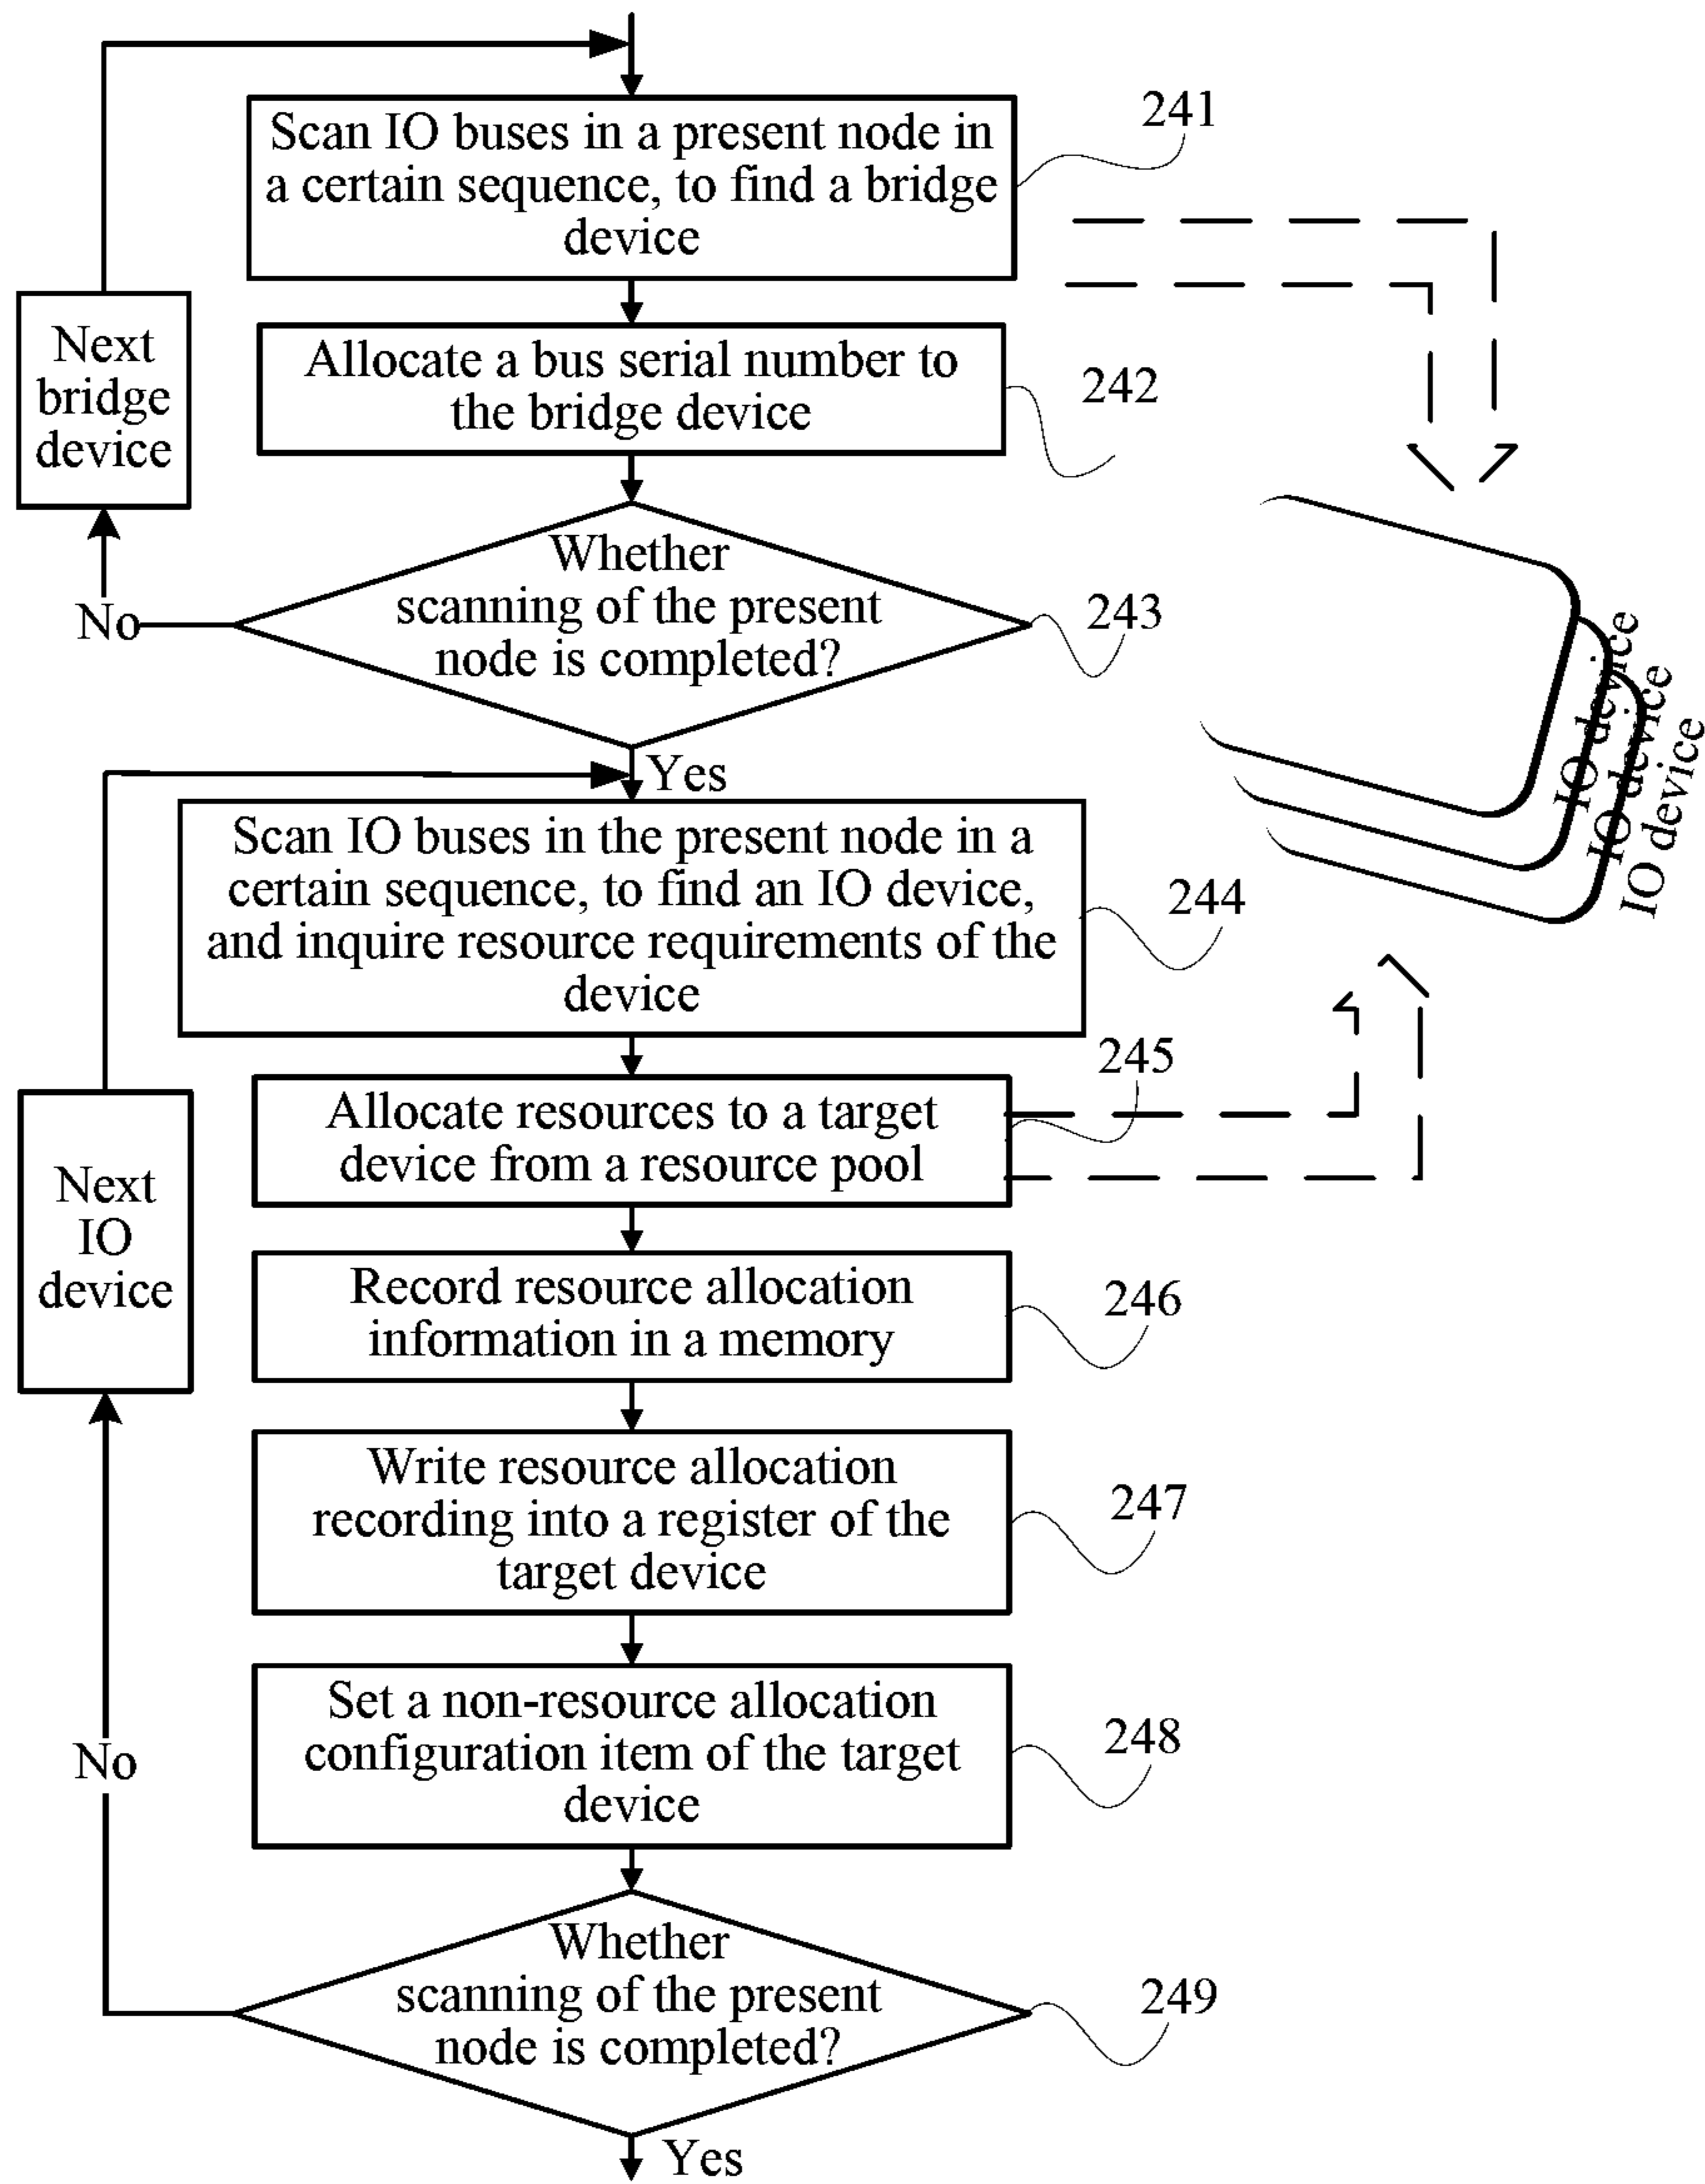 Scan IO buses in a present node in
a certain sequence, to find a bridge
device
241
Next
bridge
device
Allocate a bus serial number to
the bridge device
242
Whether
scanning of the present
node is completed?
243
No
Yes
IO device
IO device
IO device
Scan IO buses in the present node in a
certain sequence, to find an IO device,
and inquire resource requirements of the
device
244
245
Allocate resources to a target
device from a resource pool
Next
IO
device
Record resource allocation
information in a memory
246
Write resource allocation
recording into a register of the
target device
247
Set a non-resource allocation
configuration item of the target
device
248
No
Whether
scanning of the present
node is completed?
249
Yes